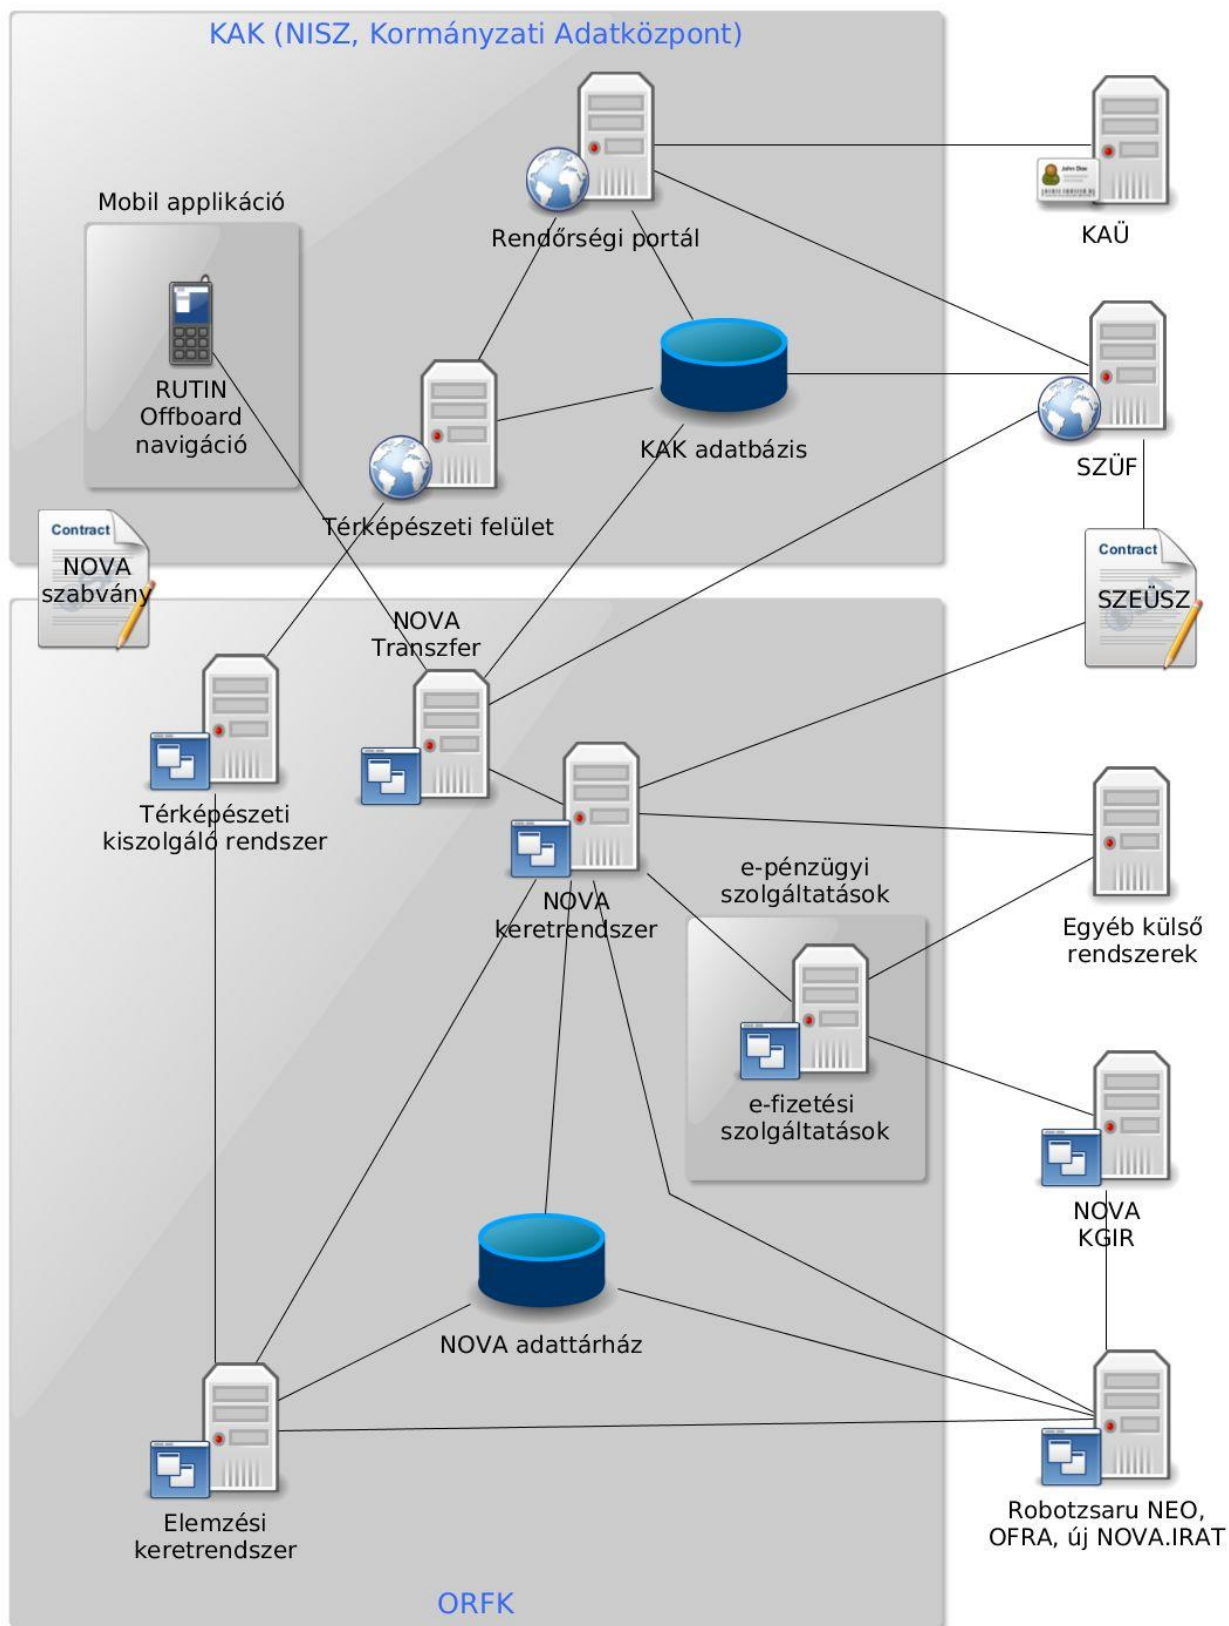 KAK (NISZ, Kormányzati Adatközpont)
Mobil applikáció
Rendőrségi portál
John Doe
KAÜ
RUTIN
Offboard
navigáció
KAK adatbázis
SZÜF
Térképészeti felület
Contract
NOVA
szabvány
Contract
SZEÜSZ
NOVA
Transzfer
Térképészeti
kiszolgáló rendszer
NOVA
keretrendszer
e-pénzügyi
szolgáltatások
Egyéb külső
rendszerek
e-fizetési
szolgáltatások
NOVA
KGIR
NOVA adattárház
Elemzési
keretrendszer
Robotzsaru NEO,
OFRA, új NOVA.IRAT
ORFK